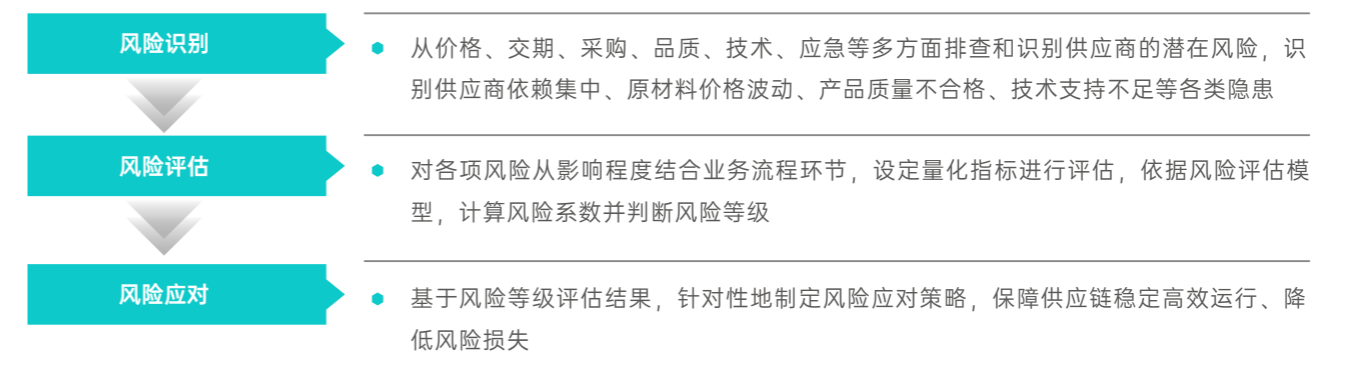 风险识别
从价格、交期、采购、品质、技术、应急等多方面排查和识别供应商的潜在风险，识
别供应商依赖集中、原材料价格波动、产品质量不合格、技术支持不足等各类隐患
风险评估
对各项风险从影响程度结合业务流程环节，设定量化指标进行评估，依据风险评估模
型，计算风险系数并判断风险等级
风险应对
基于风险等级评估结果，针对性地制定风险应对策略，保障供应链稳定高效运行、降
低风险损失